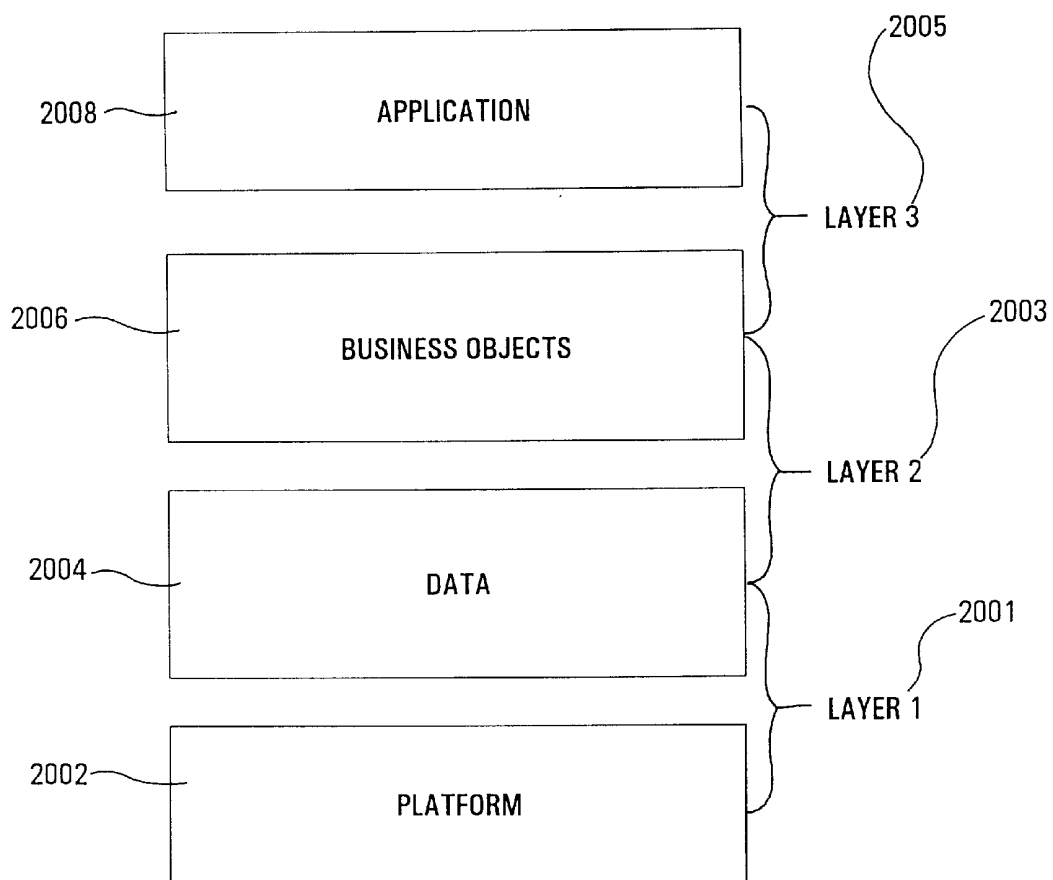 2005
2008
APPLICATION
LAYER 3
2006
BUSINESS OBJECTS
2003
LAYER 2
2004
DATA
2001
LAYER 1
2002
PLATFORM